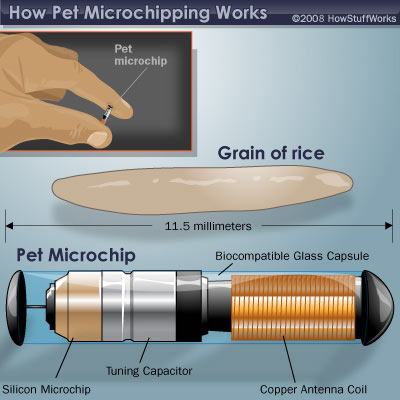 How Pet Microchipping Works
©2008 HowStuffWorks
Pet
microchip
Grain of rice
11.5 millimeters
Pet Microchip
Biocompatible Glass Capsule
Tuning Capacitor
Silicon Microchip
Copper Antenna Coil